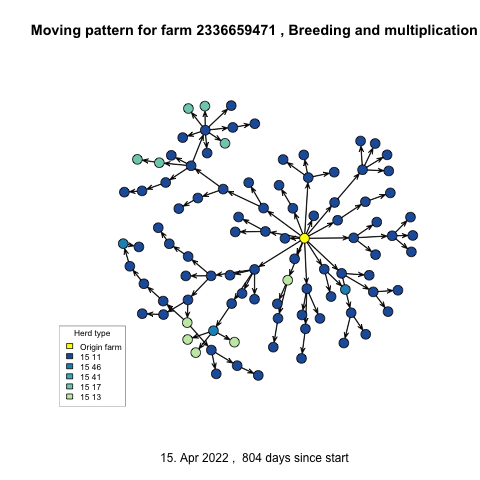 Moving pattern for farm 2336659471 , Breeding and multiplication
Herd type
Origin farm
15 11
15 46
15 41
15 17
15 13
15. Apr 2022 , 804 days since start